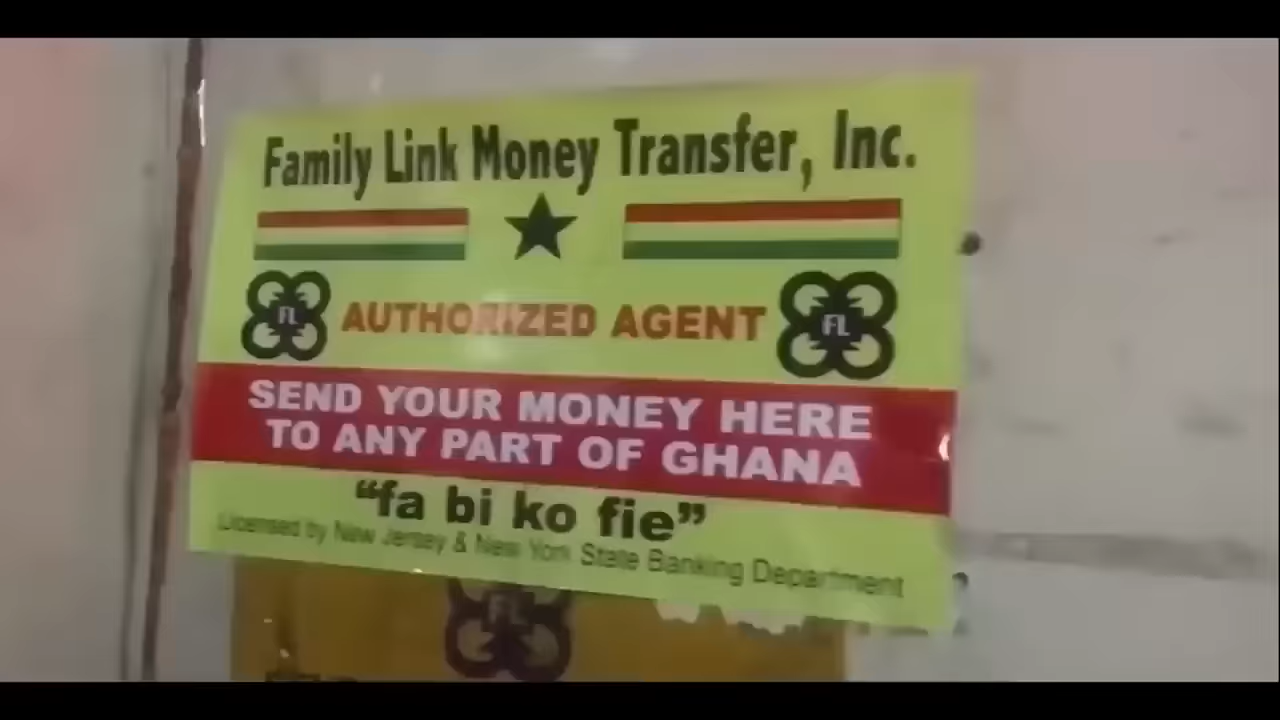 Family Link Money Transfer, Inc.
FL AUTHORIZED AGENT FL
SEND YOUR MONEY HERE
TO ANY PART OF GHANA
“fa bi ko fie”
Licensed by New Jersey & New York State Banking Department
FL